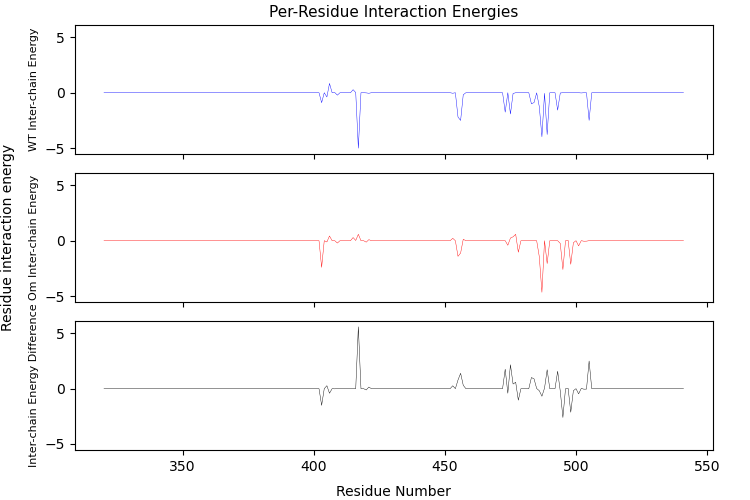 Per-Residue Interaction Energies
Residue interaction energy
WT Inter-chain Energy
5
0
−5
Om Inter-chain Energy
5
0
−5
Inter-chain Energy Difference
5
0
−5
350
400
450
500
550
Residue Number